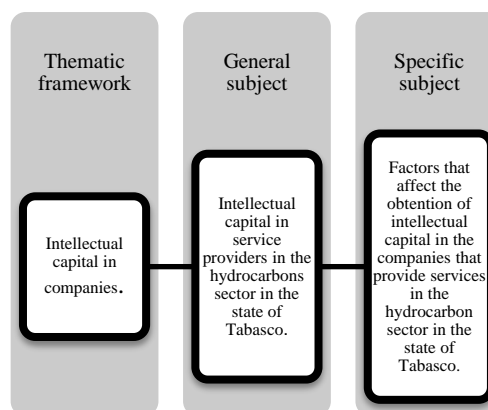 Thematic
framework
Intellectual
capital in
companies.
General
subject
Intellectual
capital in
service
providers in the
hydrocarbons
sector in the
state of
Tabasco.
Specific
subject
Factors that
affect the
obtention of
intellectual
capital in the
companies that
provide services
in the
hydrocarbon
sector in the
state of
Tabasco.